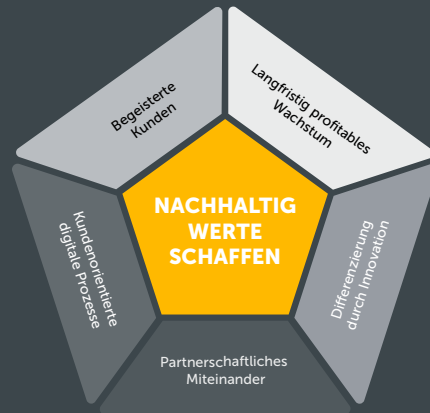 Begeisterte
Kunden
Langfristig profitables
Wachstum
NACHHALTIG
WERTE
SCHAFFEN
Kundenorientierte
digitale Prozesse
Differenzierung
durch Innovation
Partnerschaftliches
Miteinander